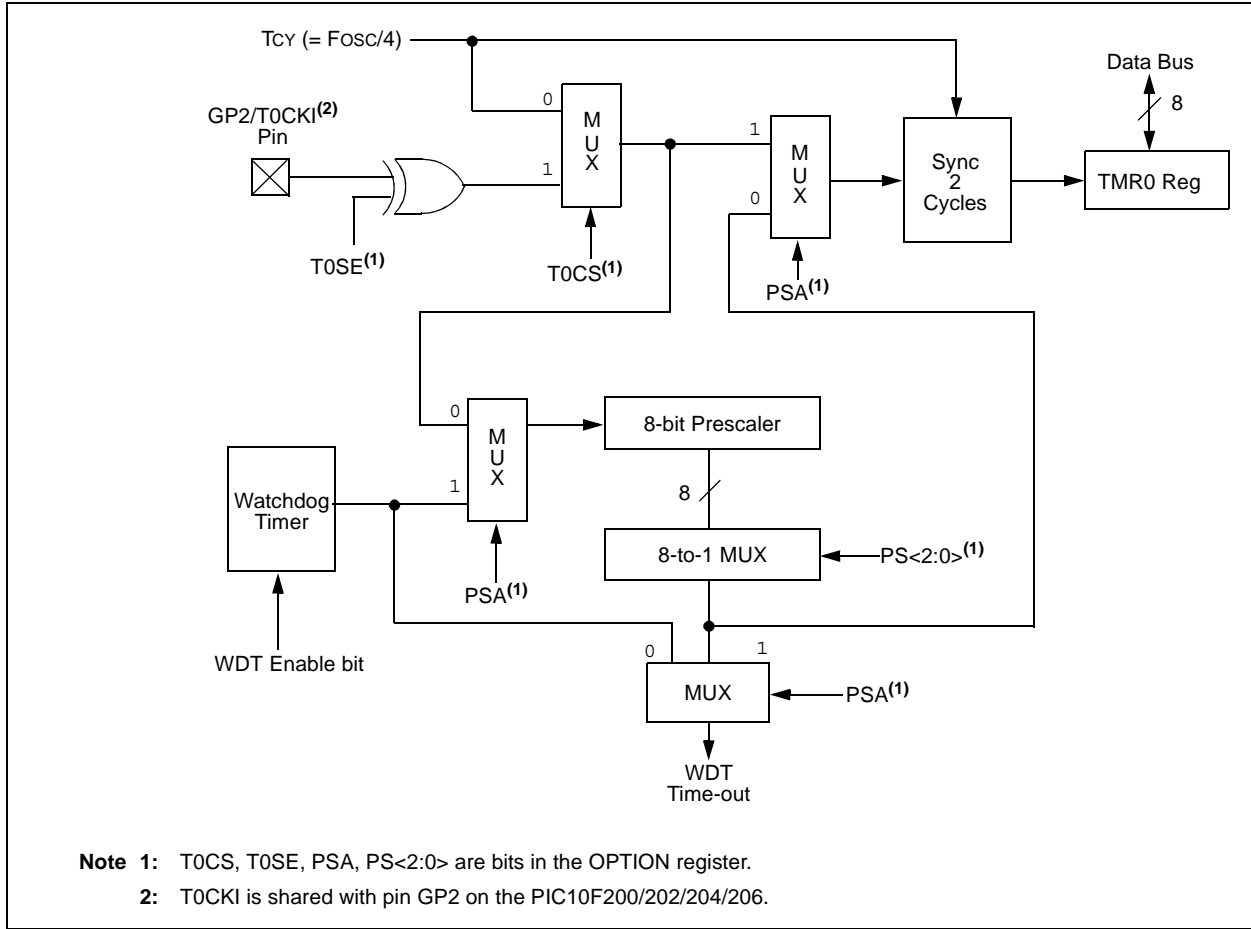 TCY (= FOSC/4)
Data Bus
8
GP2/T0CKI(2)
Pin
0
1
M
U
X
T0SE(1)
T0CS(1)
1
0
M
U
X
PSA(1)
Sync
2
Cycles
TMR0 Reg
0
1
M
U
X
PSA(1)
8-bit Prescaler
8
Watchdog
Timer
8-to-1 MUX
PS<2:0>(1)
WDT Enable bit
0
1
MUX
PSA(1)
WDT
Time-out
Note 1: T0CS, T0SE, PSA, PS<2:0> are bits in the OPTION register.
2: T0CKI is shared with pin GP2 on the PIC10F200/202/204/206.